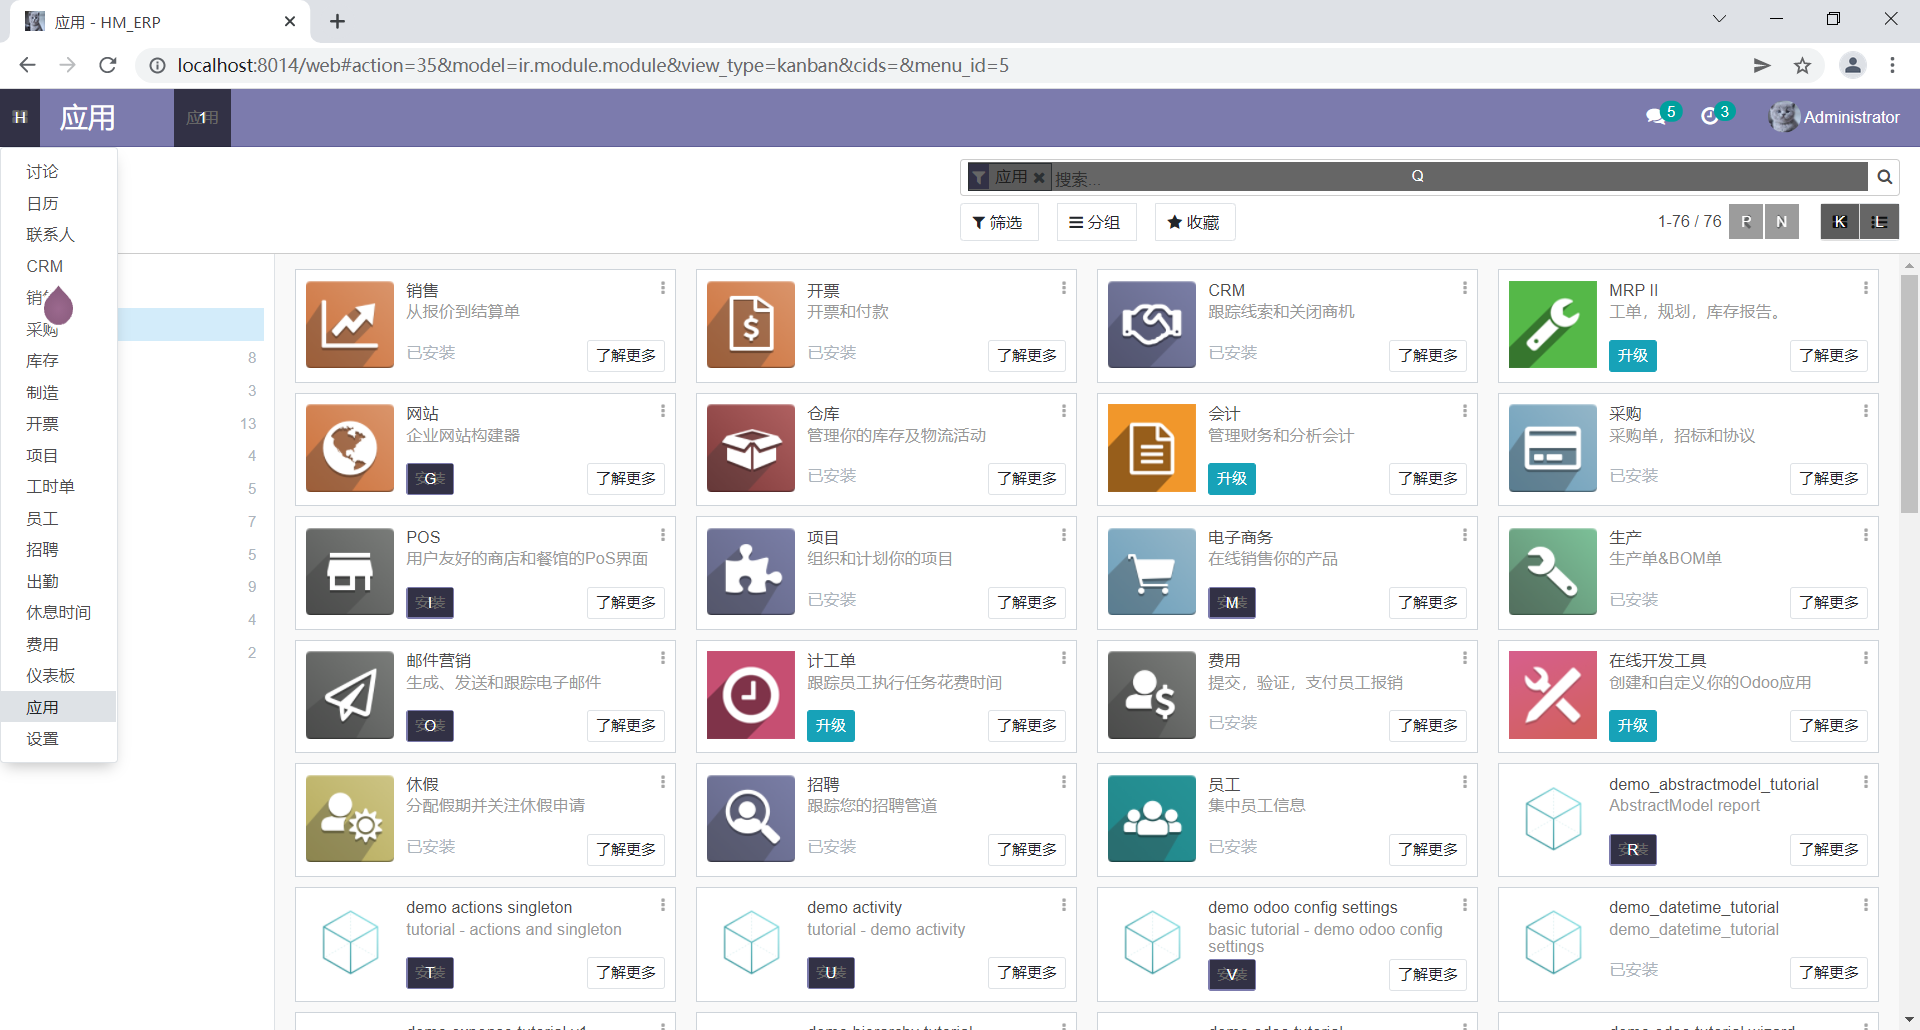 应用 - HM_ERP
localhost:8014/web#action=35&model=ir.module.module&view_type=kanban&cids=&menu_id=5
H
应用
应用
1
5
3
Administrator
应用
搜索...
Q
筛选
分组
收藏
1-76 / 76
R
N
K
L
讨论
日历
联系人
CRM
采购
库存
制造
开票
项目
工时单
员工
招聘
出勤
休息时间
费用
仪表板
应用
设置
8
3
13
4
5
7
5
9
4
2
销售
从报价到结算单
已安装
了解更多
开票
开票和付款
已安装
了解更多
CRM
跟踪线索和关闭商机
已安装
了解更多
MRP II
工单，规划，库存报告。
升级
了解更多
网站
企业网站构建器
安装
G
了解更多
仓库
管理你的库存及物流活动
已安装
了解更多
会计
管理财务和分析会计
升级
了解更多
采购
采购单，招标和协议
已安装
了解更多
POS
用户友好的商店和餐馆的PoS界面
安装
I
了解更多
项目
组织和计划你的项目
已安装
了解更多
电子商务
在线销售你的产品
安装
M
了解更多
生产
生产单&BOM单
已安装
了解更多
邮件营销
生成、发送和跟踪电子邮件
安装
O
了解更多
计工单
跟踪员工执行任务花费时间
升级
了解更多
费用
提交，验证，支付员工报销
已安装
了解更多
在线开发工具
创建和自定义你的Odoo应用
升级
了解更多
休假
分配假期并关注休假申请
已安装
了解更多
招聘
跟踪您的招聘管道
已安装
了解更多
员工
集中员工信息
已安装
了解更多
demo_abstractmodel_tutorial
AbstractModel report
安装
R
了解更多
demo actions singleton
tutorial - actions and singleton
安装
T
了解更多
demo activity
tutorial - demo activity
安装
U
了解更多
demo odoo config settings
basic tutorial - demo odoo config
settings
安装
V
了解更多
demo_datetime_tutorial
demo_datetime_tutorial
已安装
了解更多